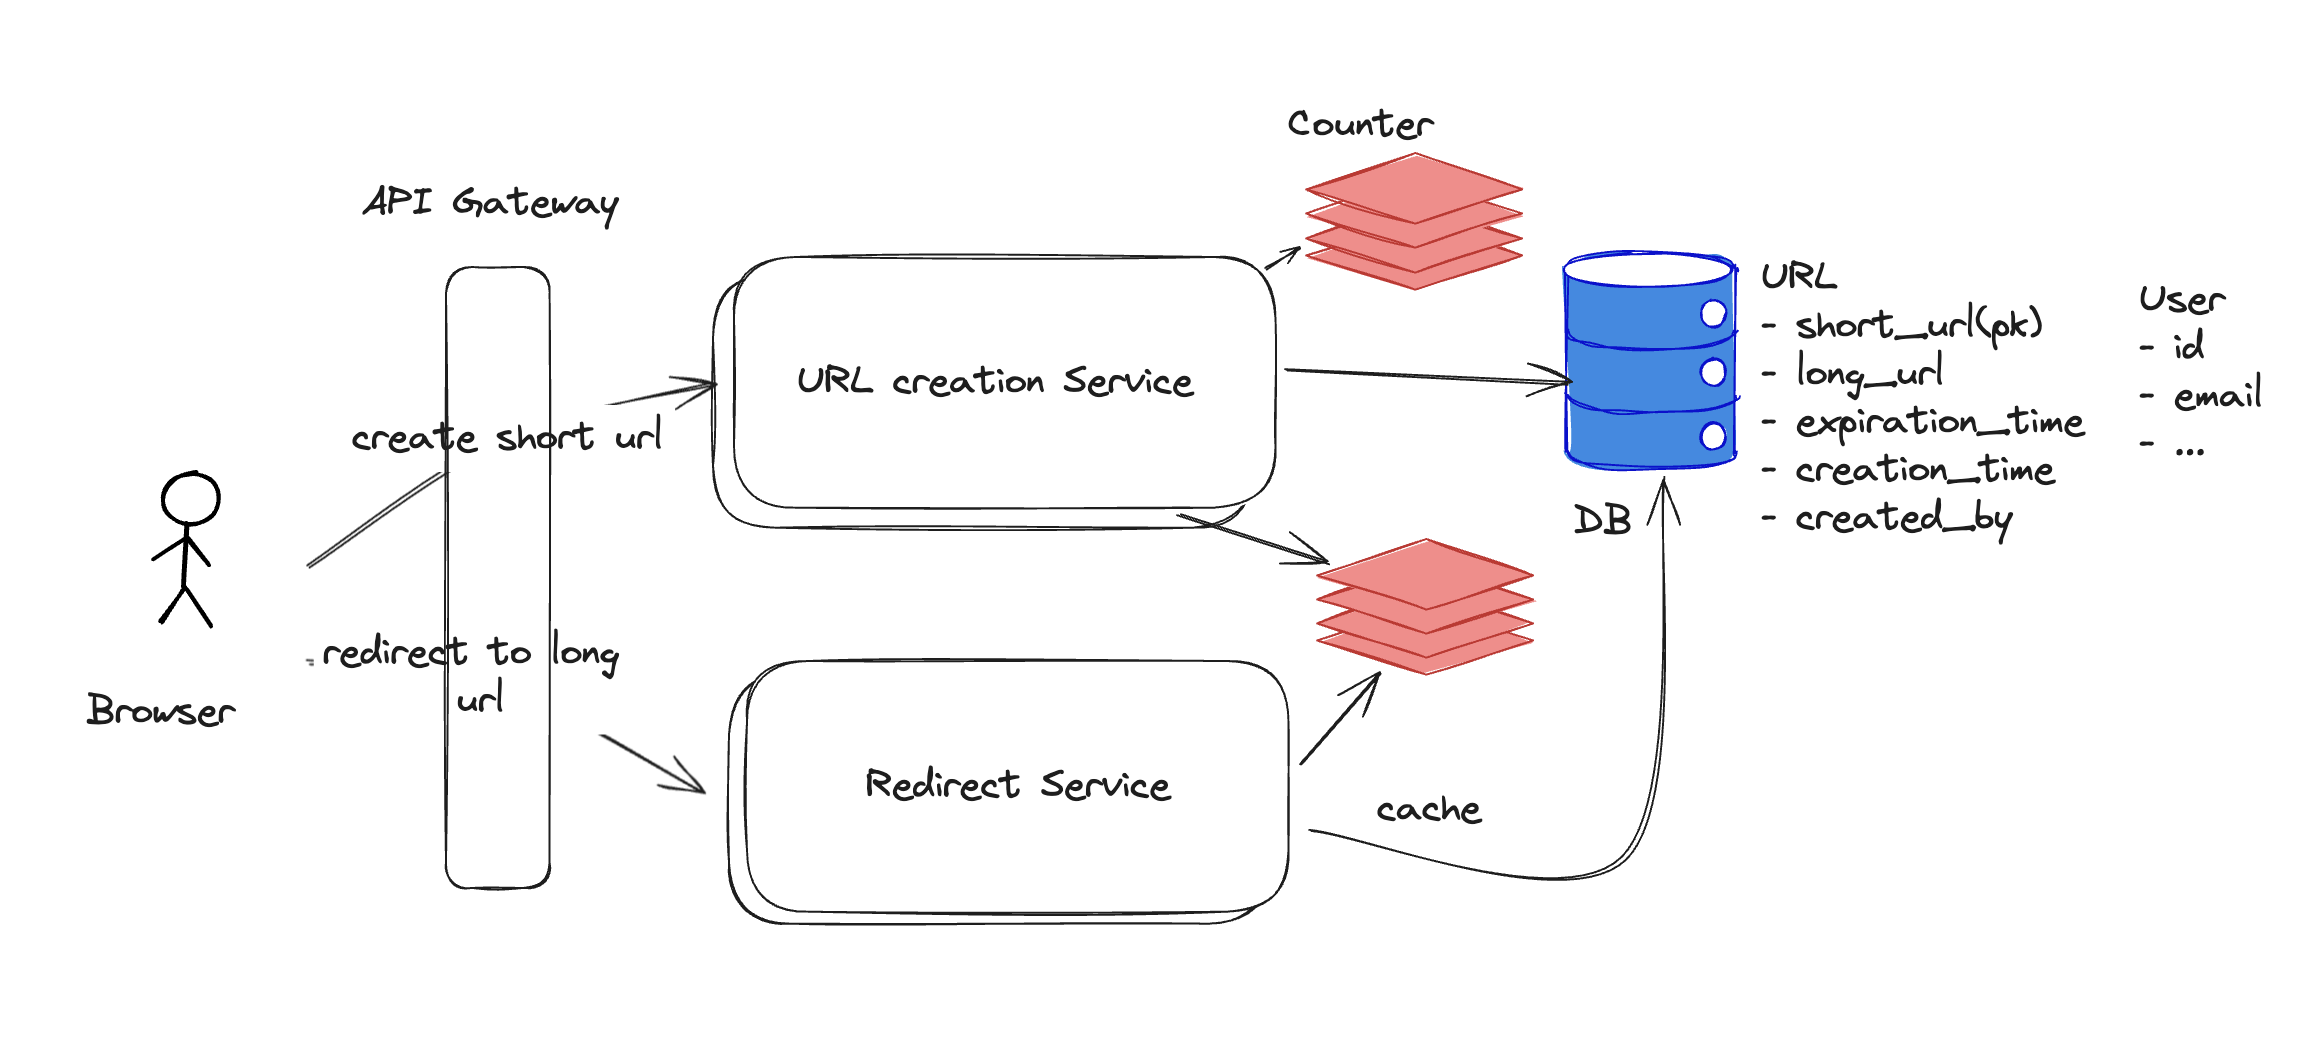 Counter
API Gateway
URL
- short_url(pk)
- long_url
- expiration_time
- creation_time
- created_by
User
- id
- email
- ...
URL creation Service
create short url
DB
redirect to long
url
Browser
Redirect Service
cache